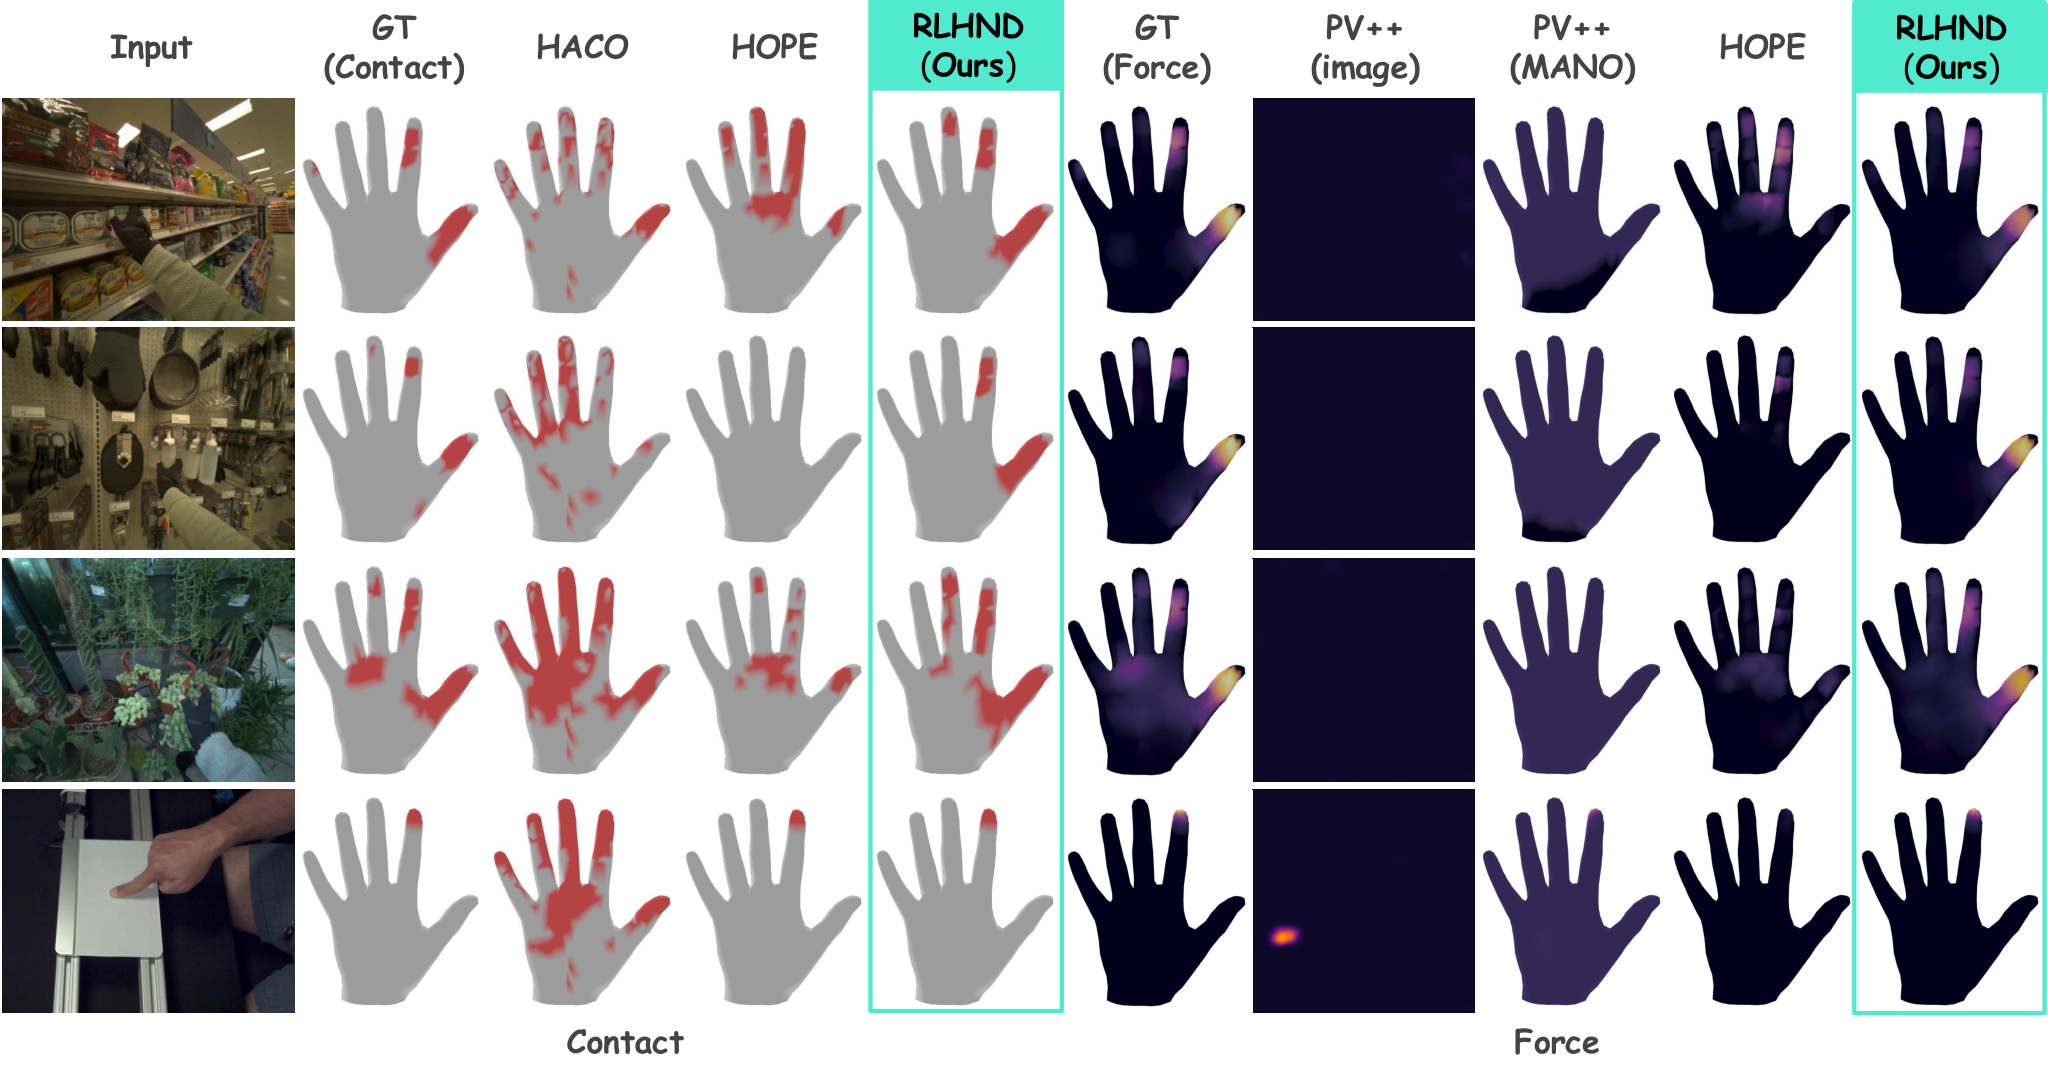 Input
GT
(Contact)
HACO
HOPE
RLHND
(Ours)
GT
(Force)
PV++
(image)
PV++
(MANO)
HOPE
RLHND
(Ours)
Contact
Force